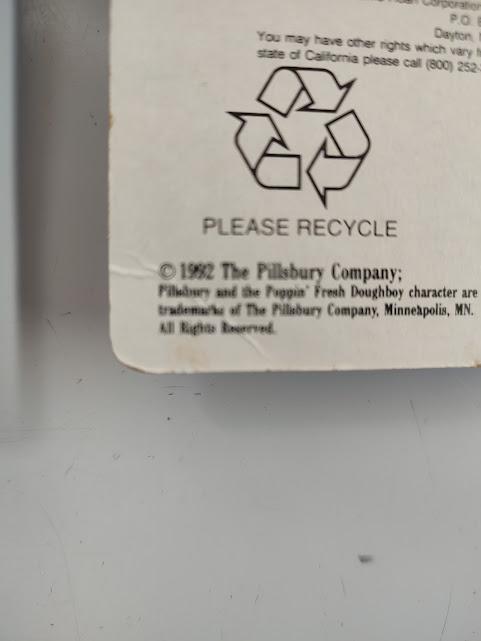 Corporation
P.O.
Dayton,
You may have other rights which vary
state of California please call (800) 252-
PLEASE RECYCLE
© 1992 The Pillsbury Company;
Pillsbury and the Poppin' Fresh Doughboy character are
trademarks of The Pillsbury Company, Minneapolis, MN.
All Rights Reserved.